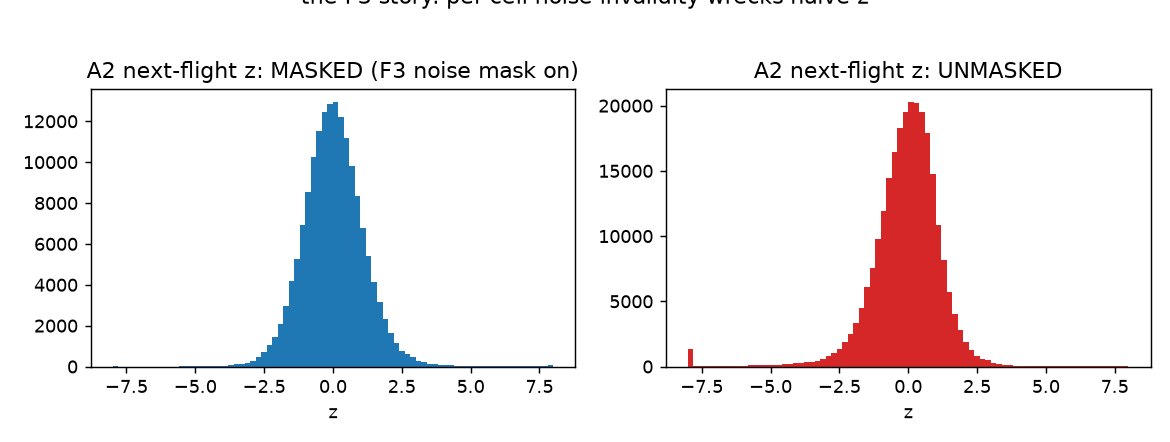 the F3 story: per-cell noise invalidity wrecks naive z
A2 next-flight z: MASKED (F3 noise mask on)
A2 next-flight z: UNMASKED
12000
10000
8000
6000
4000
2000
0
−7.5 −5.0 −2.5 0.0 2.5 5.0 7.5
z
20000
15000
10000
5000
0
−7.5 −5.0 −2.5 0.0 2.5 5.0 7.5
z